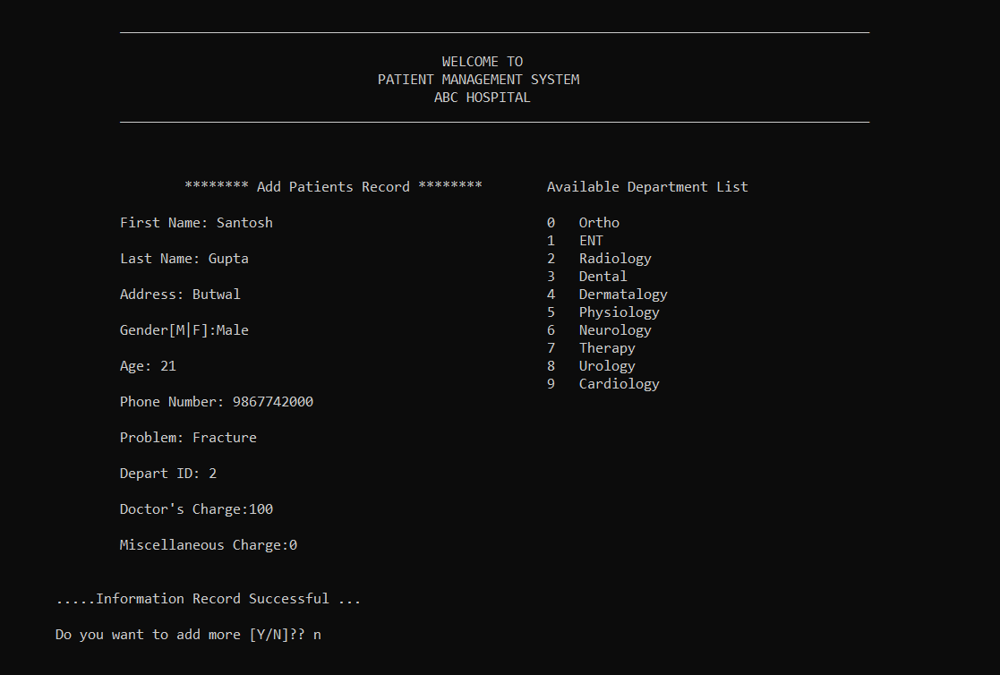 WELCOME TO
PATIENT MANAGEMENT SYSTEM
ABC HOSPITAL
******** Add Patients Record ********
First Name: Santosh
Last Name: Gupta
Address: Butwal
Gender[M|F]:Male
Age: 21
Phone Number: 9867742000
Problem: Fracture
Depart ID: 2
Doctor's Charge:100
Miscellaneous Charge:0
Available Department List
0 Ortho
1 ENT
2 Radiology
3 Dental
4 Dermatalogy
5 Physiology
6 Neurology
7 Therapy
8 Urology
9 Cardiology
.....Information Record Successful ...
Do you want to add more [Y/N]?? n